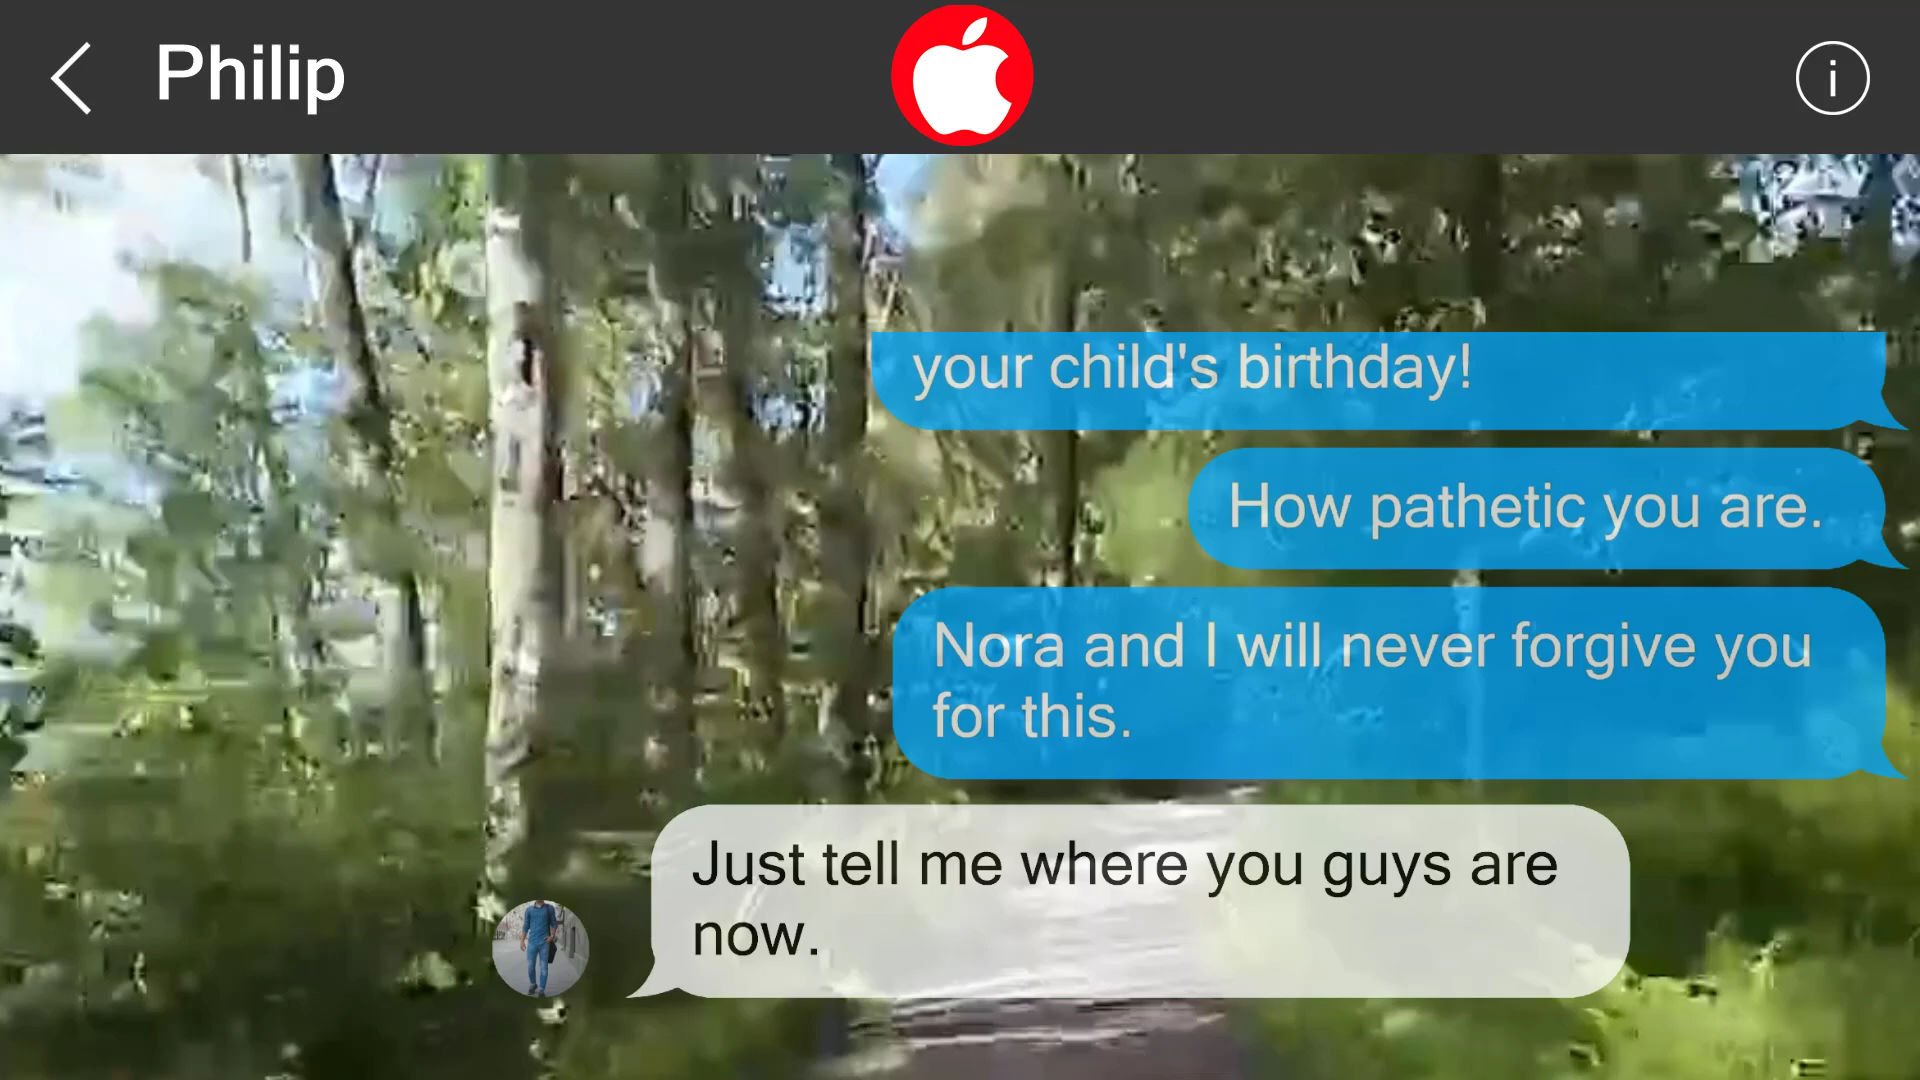 Philip
your child's birthday!
How pathetic you are.
Nora and I will never forgive you
for this.
Just tell me where you guys are
now.